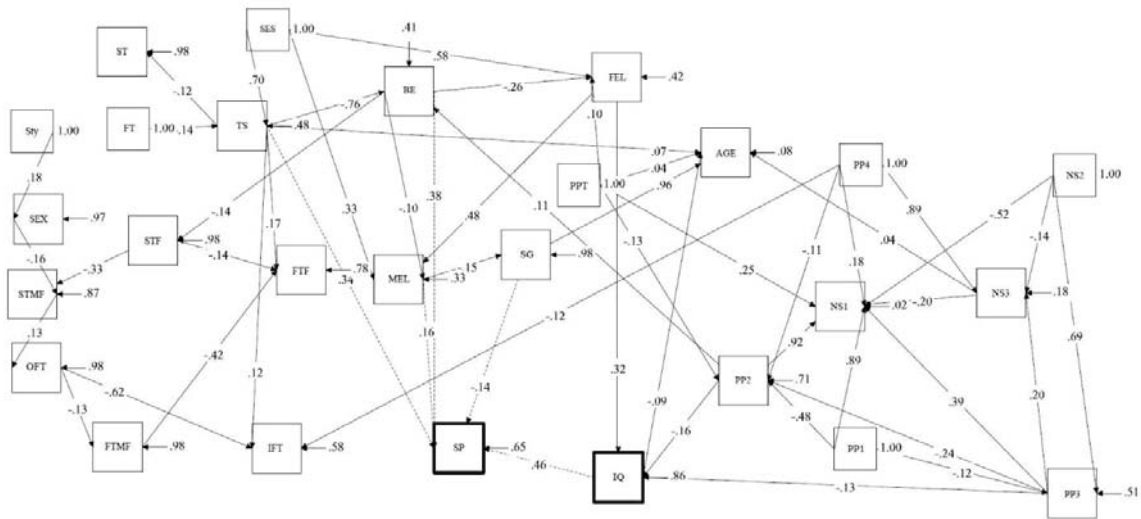 SES
1.00
.41
ST
.98
.58
BE
-.26
FEL
.42
.70
-.12
-.76
Sty
1.00
FT
1.00
.14
TS
.48
.10
.07
AGE
.08
PP4
1.00
NS2
1.00
.04
PPT
1.00
.96
.18
SEX
.97
-.14
.17
.33
-.10
.38
.48
.11
-.13
.89
-.52
STF
.98
-.14
-.16
-.33
FTF
.78
MEL
.33
.15
SG
.98
.25
-.11
.18
.04
-.14
STMF
.87
.34
NS1
.02
-.20
NS3
.18
.13
.16
-.12
.92
.89
OFT
.98
-.42
.12
-.14
.32
-.09
PP2
.71
.69
-.62
-.13
.39
.20
-.48
-.16
FTMF
.98
IFT
.58
SP
.65
PP1
1.00
-.24
.46
-.12
IQ
.86
-.13
PP3
.51